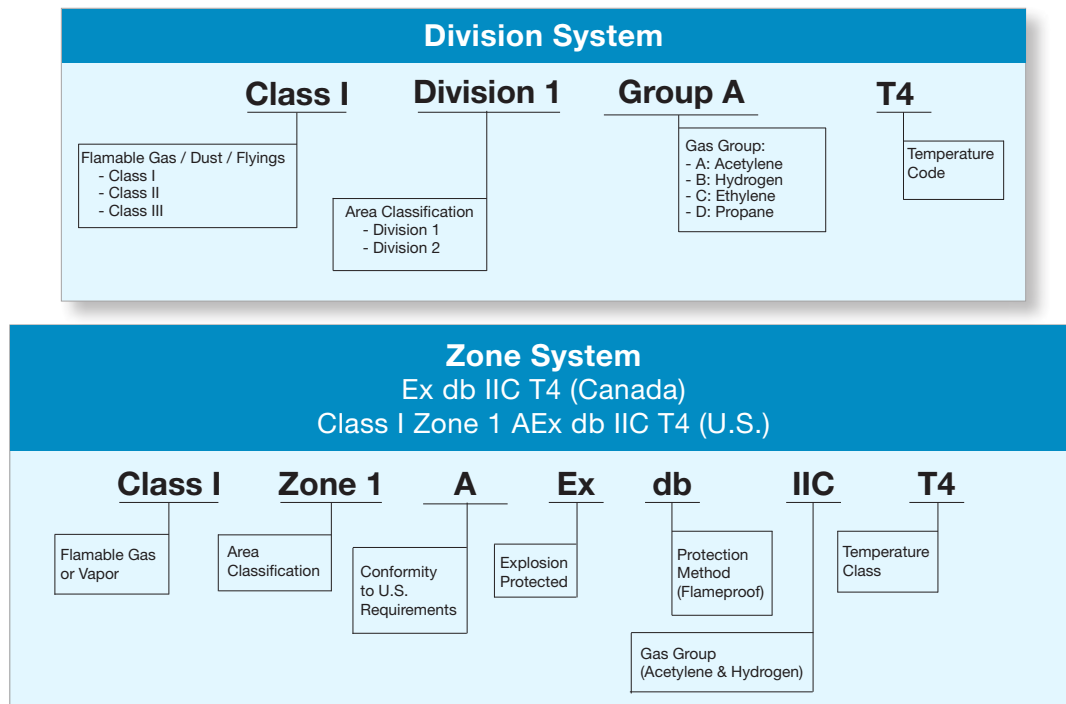 Division System
Class I
Division 1
Group A
T4
Flamable Gas / Dust / Flyings
- Class I
- Class II
- Class III
Area Classification
- Division 1
- Division 2
Gas Group:
- A: Acetylene
- B: Hydrogen
- C: Ethylene
- D: Propane
Temperature
Code
Zone System
Ex db IIC T4 (Canada)
Class I Zone 1 AEx db IIC T4 (U.S.)
Class I
Zone 1
A
Ex
db
IIC
T4
Flamable Gas
or Vapor
Area
Classification
Conformity
to U.S.
Requirements
Explosion
Protected
Protection
Method
(Flameproof)
Gas Group
(Acetylene & Hydrogen)
Temperature
Class